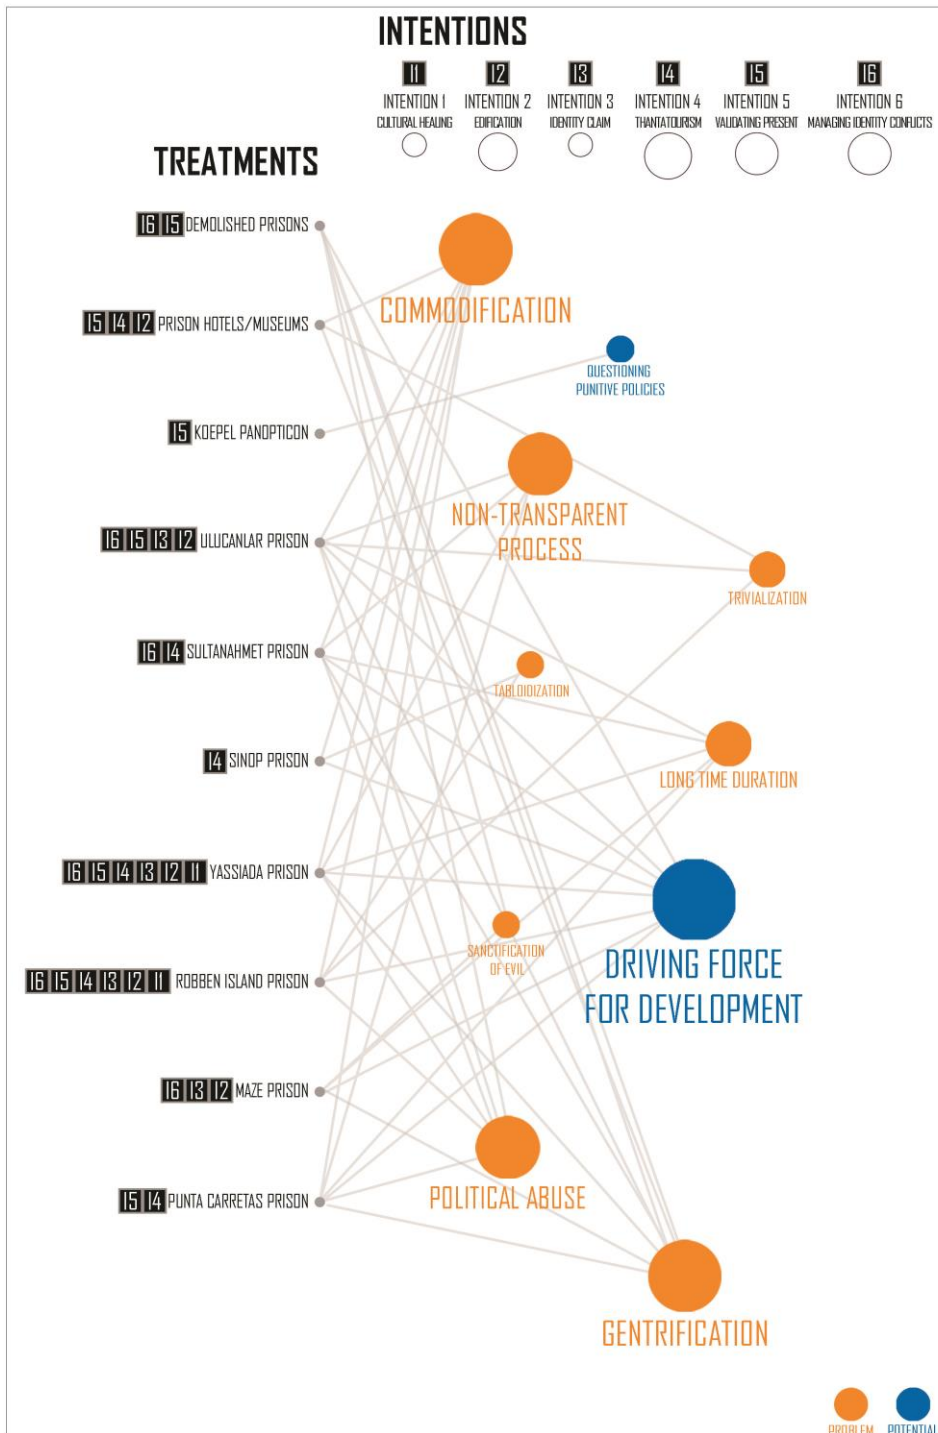 INTENTIONS
I1 I2 I3 I4 I5 I6
INTENTION 1 INTENTION 2 INTENTION 3 INTENTION 4 INTENTION 5 INTENTION 6
CULTURAL HEALING EDIFICATION IDENTITY CLAIM THANTATOURISM VALIDATING PRESENT MANAGING IDENTITY CONFLICTS
TREATMENTS
I6 I5 DEMOLISHED PRISONS
COMMODIFICATION
I5 I4 I2 PRISON HOTELS/MUSEUMS
QUESTIONING
PUNITIVE POLICIES
I5 KOEPEL PANOPTICON
NON-TRANSPARENT
PROCESS
I6 I5 I3 I2 ULUCANLAR PRISON
TRIVIALIZATION
I6 I4 SULTANAHMET PRISON
TABLOIDIZATION
I4 SINOP PRISON
LONG TIME DURATION
I6 I5 I4 I3 I2 I1 YASSIADA PRISON
SANCTIFICATION
OF EVIL
DRIVING FORCE
FOR DEVELOPMENT
I6 I5 I4 I3 I2 I1 ROBBEN ISLAND PRISON
I6 I3 I2 MAZE PRISON
POLITICAL ABUSE
I5 I4 PUNTA CARRETAS PRISON
GENTRIFICATION
PROBLEM POTENTIAL